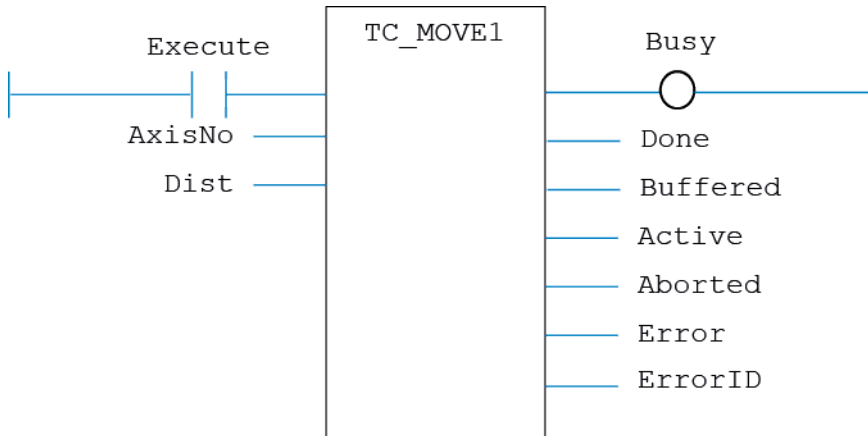 TC_MOVE1
Execute
Busy
AxisNo
Done
Dist
Buffered
Active
Aborted
Error
ErrorID